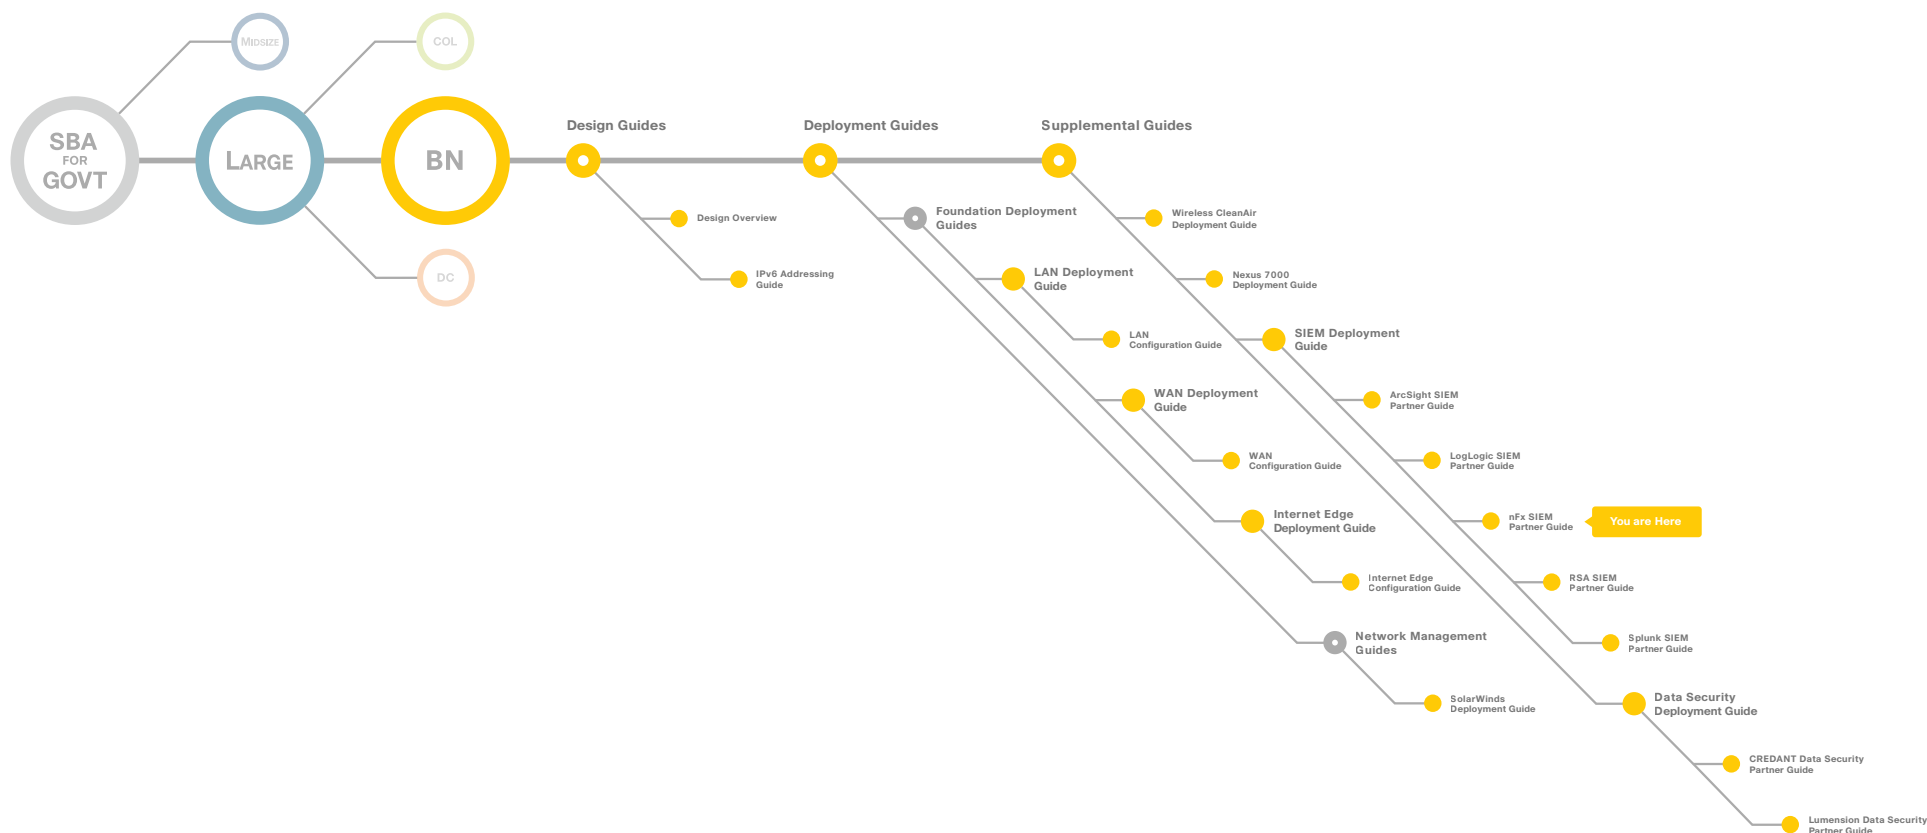 MIDSIZE
COL
SBA
FOR
GOVT
LARGE
BN
DC
Design Guides
Design Overview
IPv6 Addressing
Guide
Deployment Guides
Foundation Deployment
Guides
LAN Deployment
Guide
LAN
Configuration Guide
WAN Deployment
Guide
WAN
Configuration Guide
Internet Edge
Deployment Guide
Internet Edge
Configuration Guide
Network Management
Guides
SolarWinds
Deployment Guide
Supplemental Guides
Wireless CleanAir
Deployment Guide
Nexus 7000
Deployment Guide
SIEM Deployment
Guide
ArcSight SIEM
Partner Guide
LogLogic SIEM
Partner Guide
nFx SIEM
Partner Guide
You are Here
RSA SIEM
Partner Guide
Splunk SIEM
Partner Guide
Data Security
Deployment Guide
CREDANT Data Security
Partner Guide
Lumension Data Security
Partner Guide